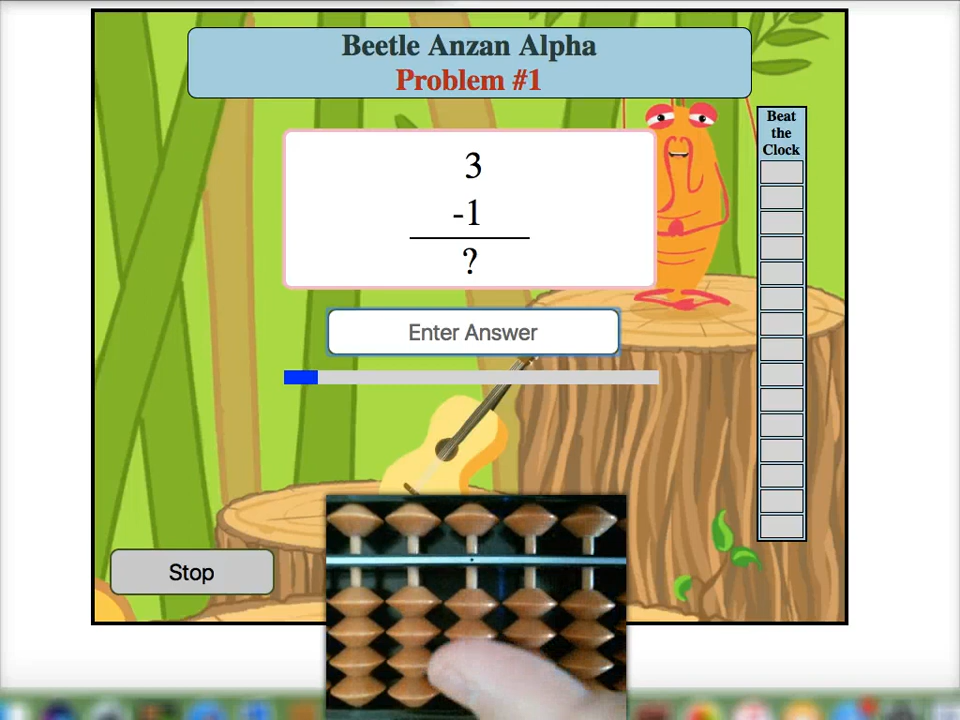 Beetle Anzan Alpha
Problem #1
Beat
the
Clock
3
-1
?
Enter Answer
Stop